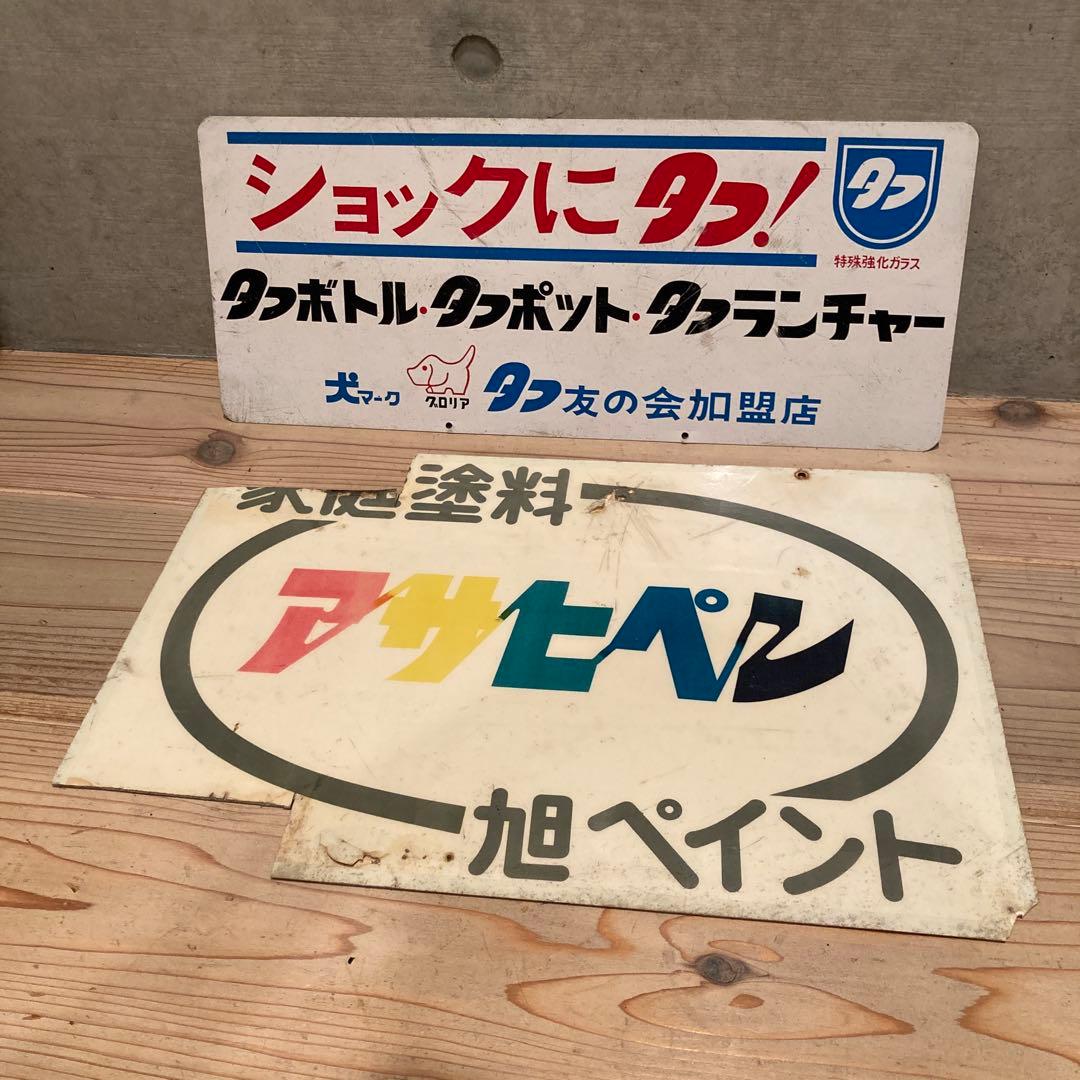 ショックにタフ!
タフ
特殊強化ガラス
タフボトル・タフポット・タフランチャー
犬マーク グロリア タフ友の会加盟店
家庭塗料
アサヒペン
旭ペイント